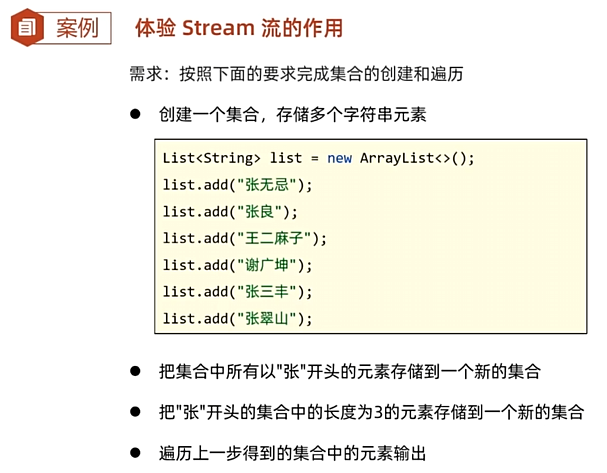 案例
体验 Stream 流的作用
需求：按照下面的要求完成集合的创建和遍历
● 创建一个集合，存储多个字符串元素
List<String> list = new ArrayList<>();
list.add("张无忌");
list.add("张良");
list.add("王二麻子");
list.add("谢广坤");
list.add("张三丰");
list.add("张翠山");
● 把集合中所有以"张"开头的元素存储到一个新的集合
● 把"张"开头的集合中的长度为3的元素存储到一个新的集合
● 遍历上一步得到的集合中的元素输出